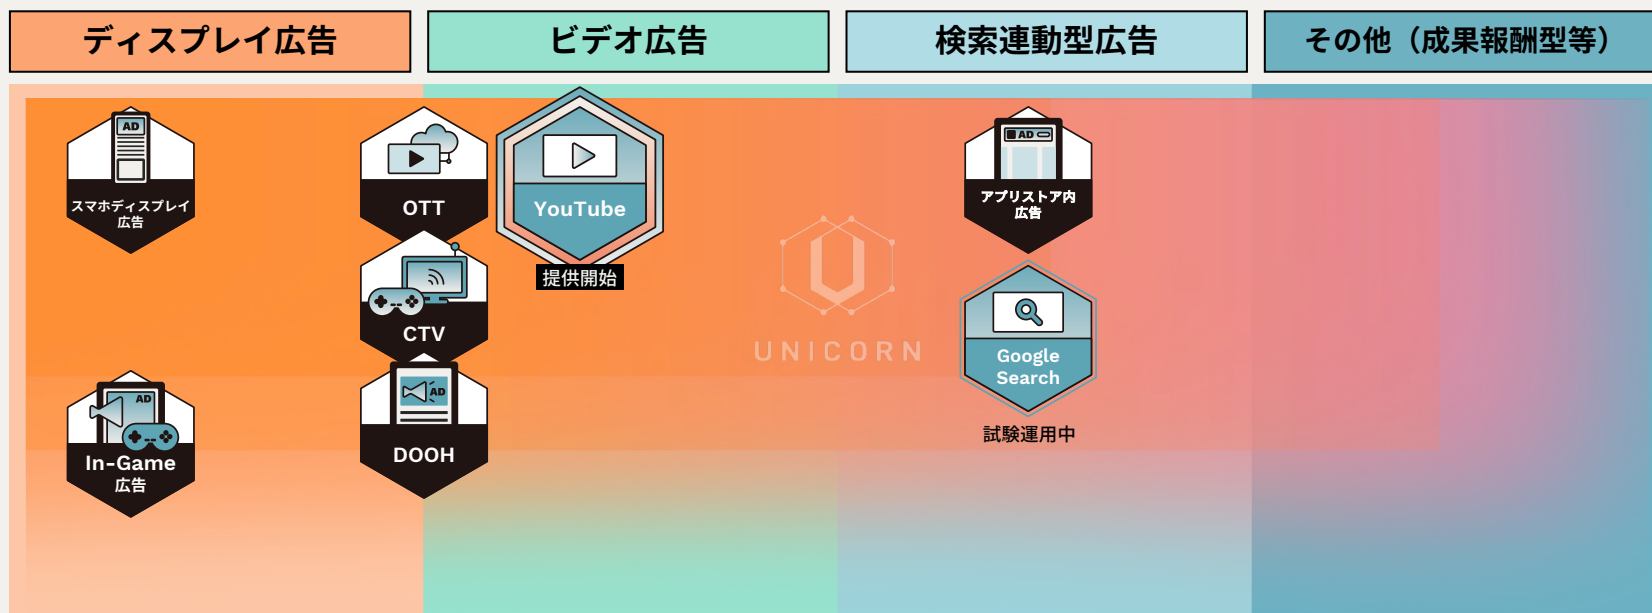 ディスプレイ広告
ビデオ広告
検索連動型広告
その他（成果報酬型等）
AD
スマホディスプレイ
広告
OTT
YouTube
提供開始
AD
アプリストア内
広告
CTV
UNICORN
Google
Search
試験運用中
AD
In-Game
広告
AD
DOOH